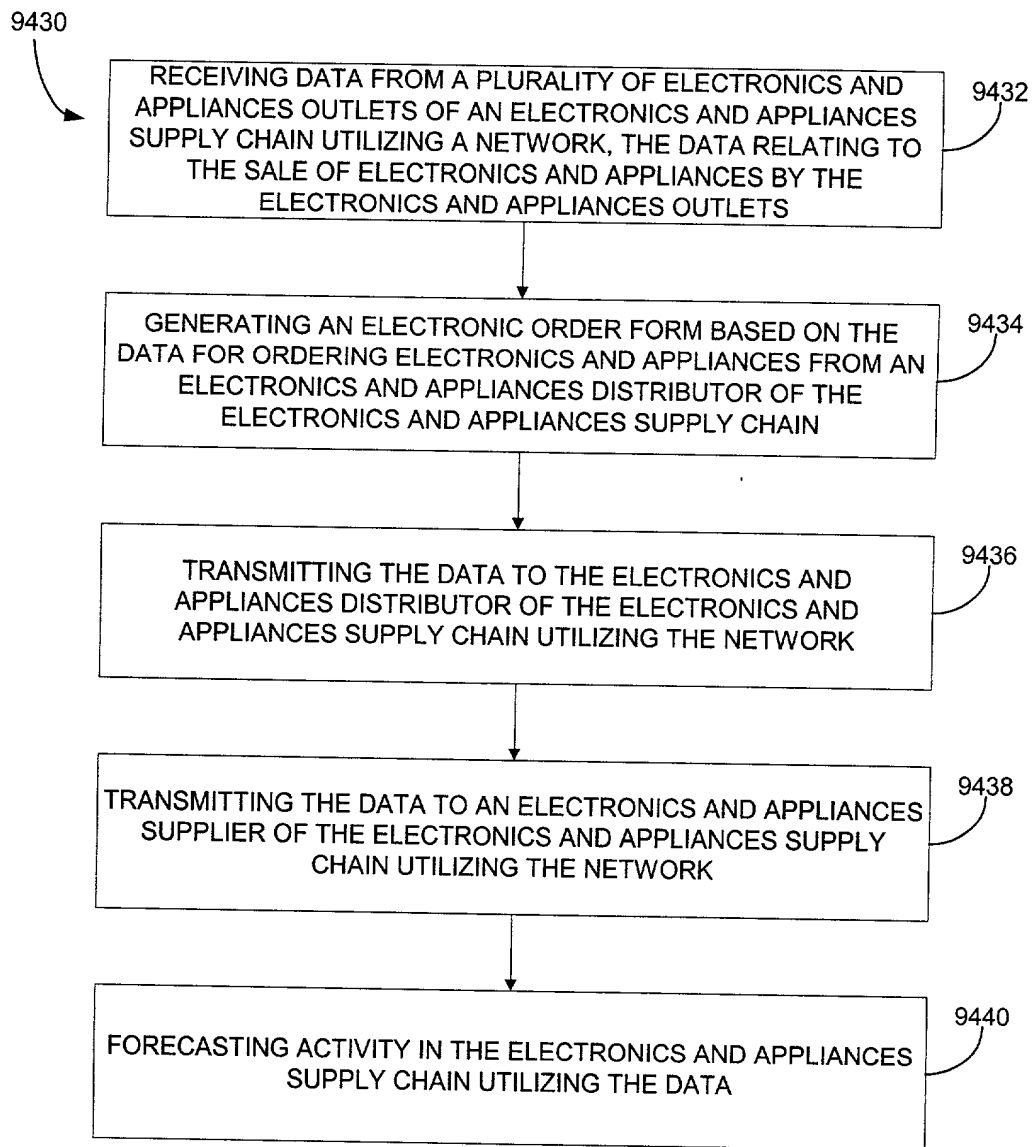 9430
RECEIVING DATA FROM A PLURALITY OF ELECTRONICS AND
APPLIANCES OUTLETS OF AN ELECTRONICS AND APPLIANCES
SUPPLY CHAIN UTILIZING A NETWORK, THE DATA RELATING TO
THE SALE OF ELECTRONICS AND APPLIANCES BY THE
ELECTRONICS AND APPLIANCES OUTLETS
9432
GENERATING AN ELECTRONIC ORDER FORM BASED ON THE
DATA FOR ORDERING ELECTRONICS AND APPLIANCES FROM AN
ELECTRONICS AND APPLIANCES DISTRIBUTOR OF THE
ELECTRONICS AND APPLIANCES SUPPLY CHAIN
9434
TRANSMITTING THE DATA TO THE ELECTRONICS AND
APPLIANCES DISTRIBUTOR OF THE ELECTRONICS AND
APPLIANCES SUPPLY CHAIN UTILIZING THE NETWORK
9436
TRANSMITTING THE DATA TO AN ELECTRONICS AND APPLIANCES
SUPPLIER OF THE ELECTRONICS AND APPLIANCES SUPPLY
CHAIN UTILIZING THE NETWORK
9438
FORECASTING ACTIVITY IN THE ELECTRONICS AND APPLIANCES
SUPPLY CHAIN UTILIZING THE DATA
9440